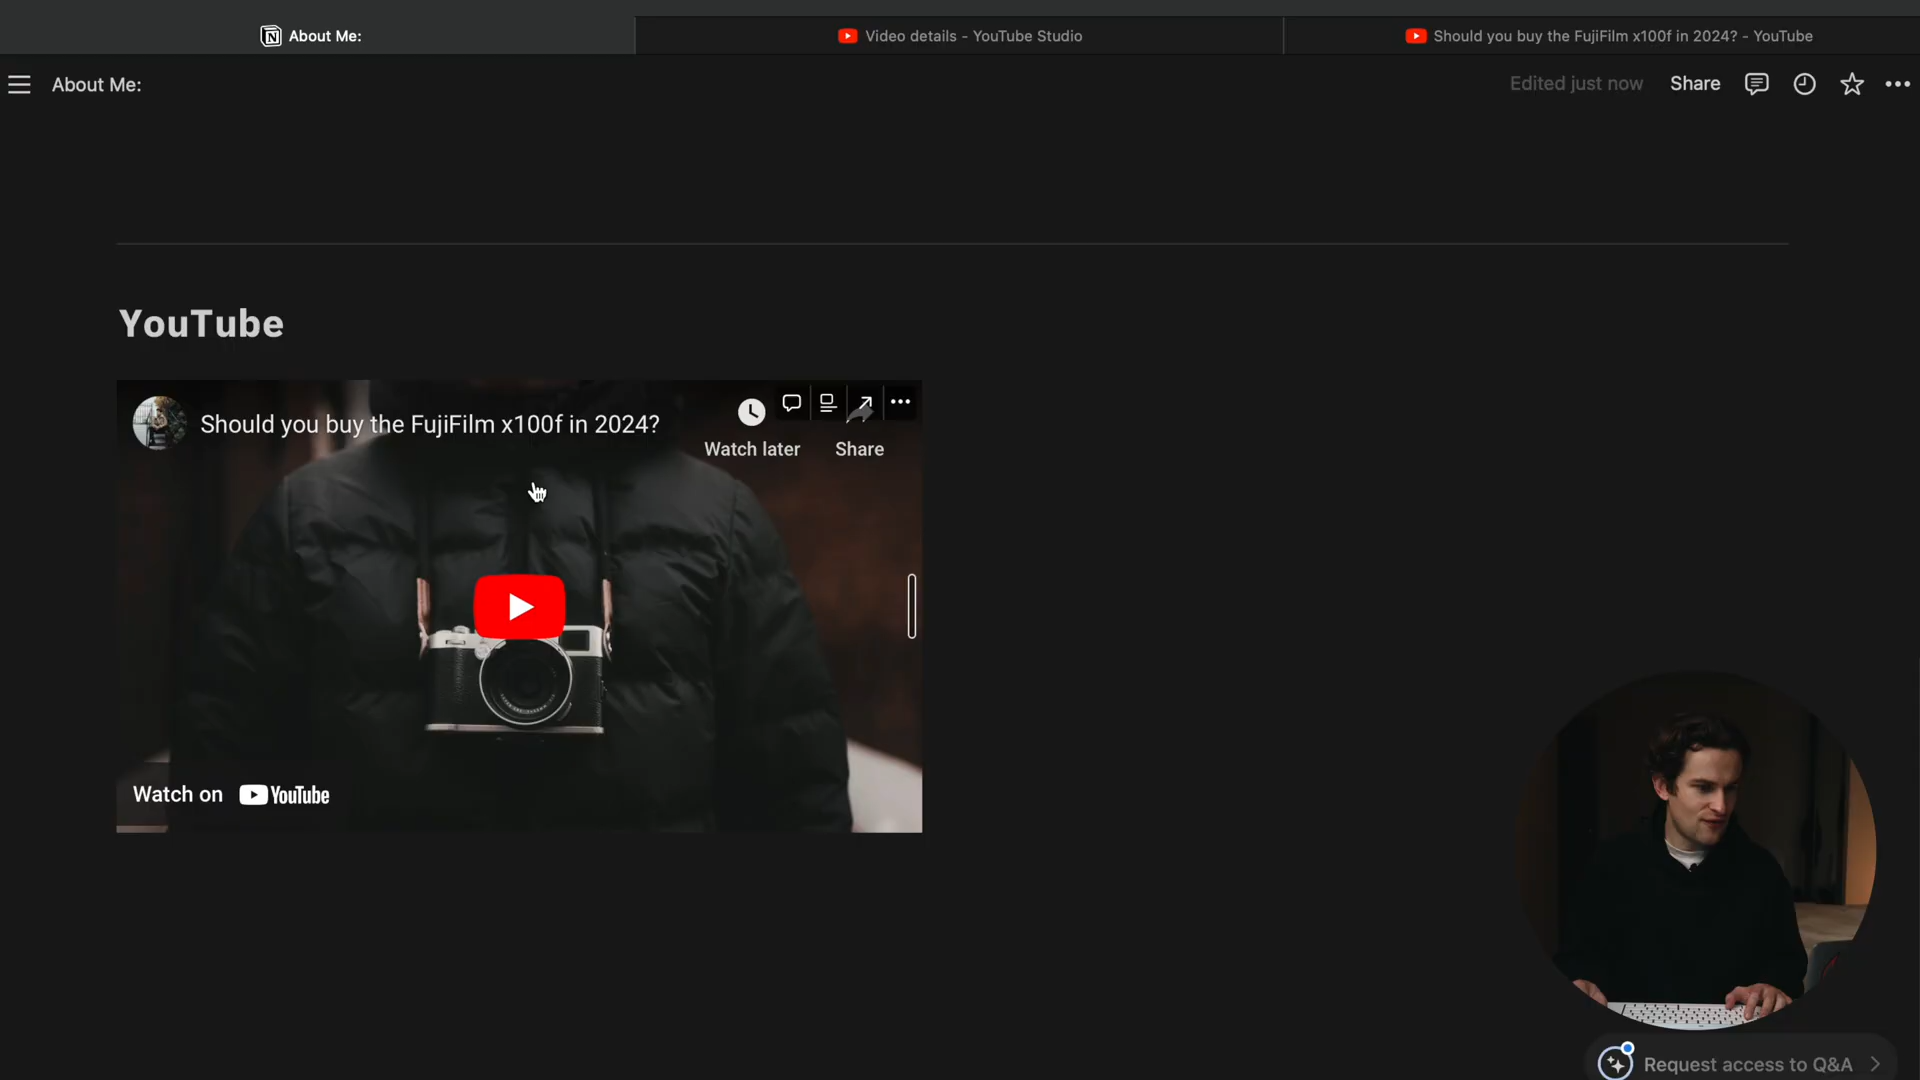 About Me:
Video details - YouTube Studio
Should you buy the FujiFilm x100f in 2024? - YouTube
About Me:
Edited just now
Share
YouTube
Should you buy the FujiFilm x100f in 2024?
Watch later
Share
Watch on YouTube
Request access to Q&A